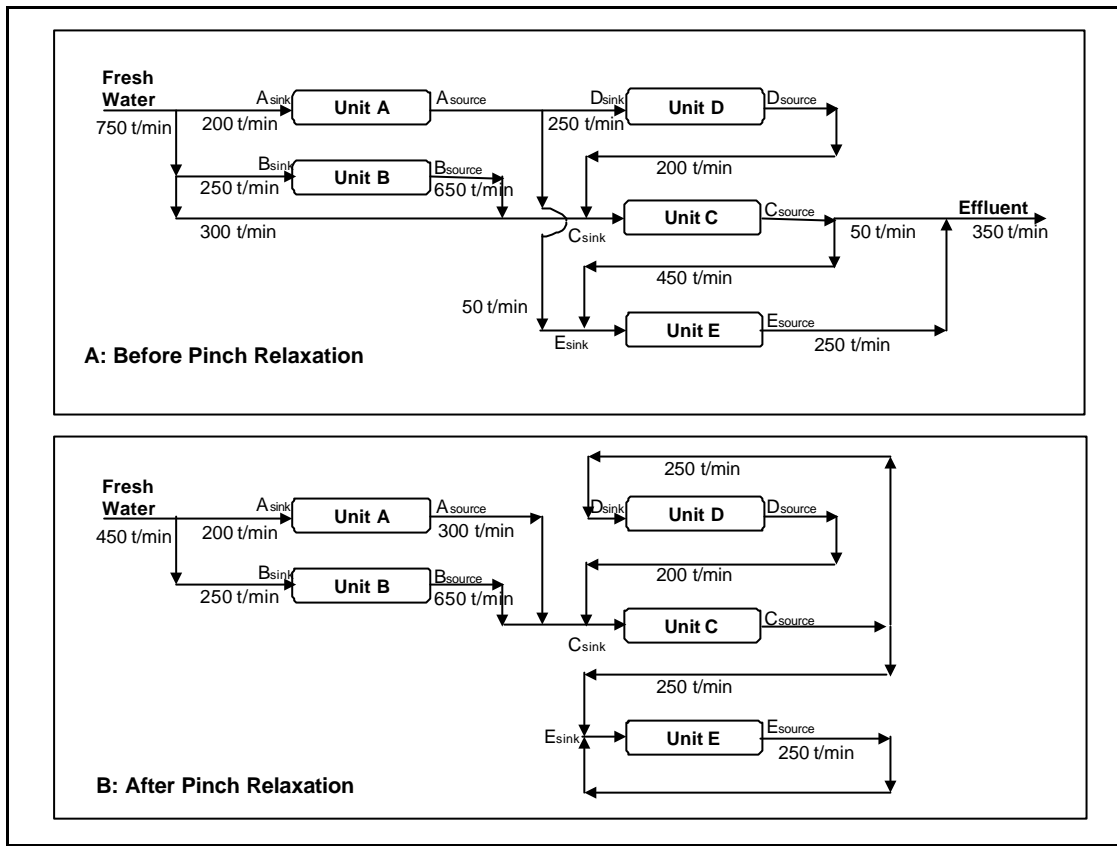 Fresh
Water
750 t/min
A sink
200 t/min
Unit A
A source
Dsink
250 t/min
Unit D
Dsource
Bsink
250 t/min
Unit B
Bsource
650 t/min
200 t/min
300 t/min
Csink
Unit C
Csource
50 t/min
Effluent
350 t/min
450 t/min
50 t/min
Esink
Unit E
Esource
250 t/min
A: Before Pinch Relaxation
250 t/min
Fresh
Water
450 t/min
A sink
200 t/min
Unit A
A source
300 t/min
Dsink
Unit D
Dsource
Bsink
250 t/min
Unit B
Bsource
650 t/min
200 t/min
Csink
Unit C
Csource
250 t/min
Esink
Unit E
Esource
250 t/min
B: After Pinch Relaxation